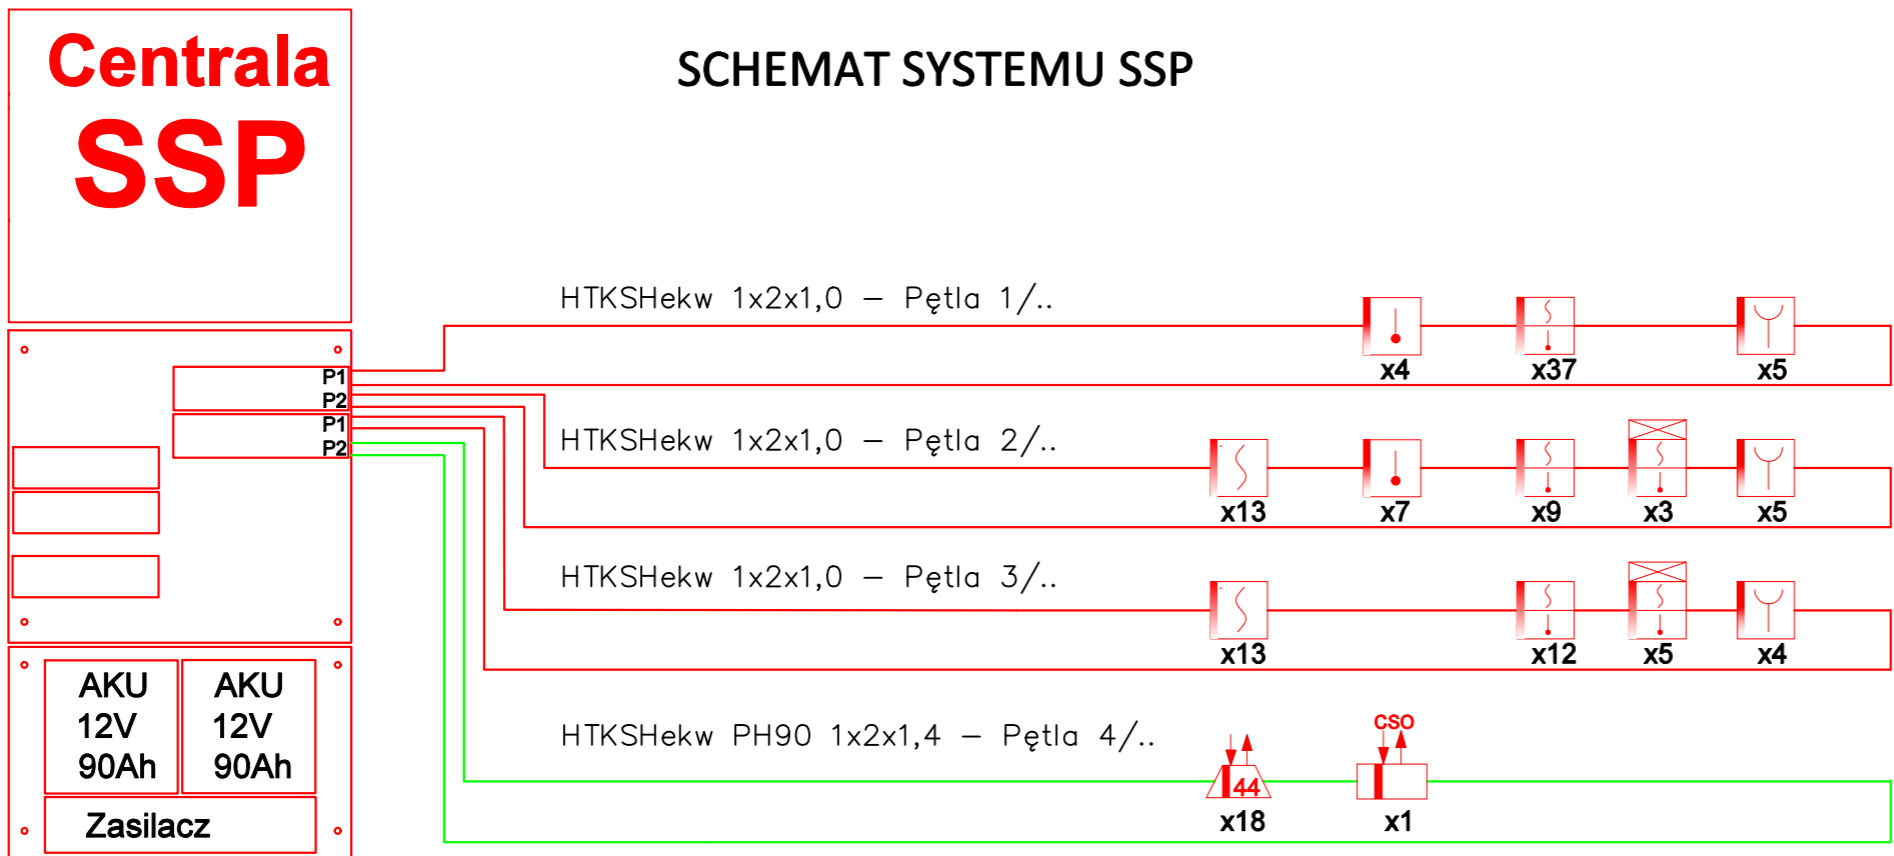 Centrala
SSP
SCHEMAT SYSTEMU SSP
HTKSHekw 1x2x1,0 – Pętla 1/..
x4 x37 x5
P1
P2
P1
P2
HTKSHekw 1x2x1,0 – Pętla 2/..
x13 x7 x9 x3 x5
HTKSHekw 1x2x1,0 – Pętla 3/..
x13 x12 x5 x4
AKU
12V
90Ah
AKU
12V
90Ah
Zasilacz
HTKSHekw PH90 1x2x1,4 – Pętla 4/..
CSO
44
x18 x1